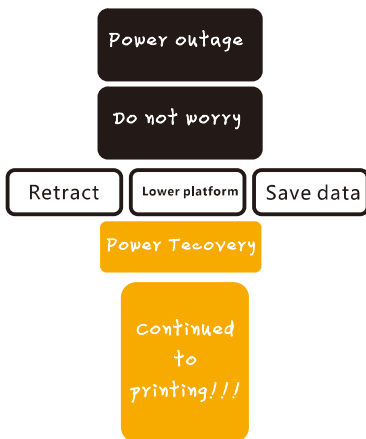 Power outage
Do not worry
Retract
Lower platform
Save data
Power Tecovery
Continued
to
printing!!!